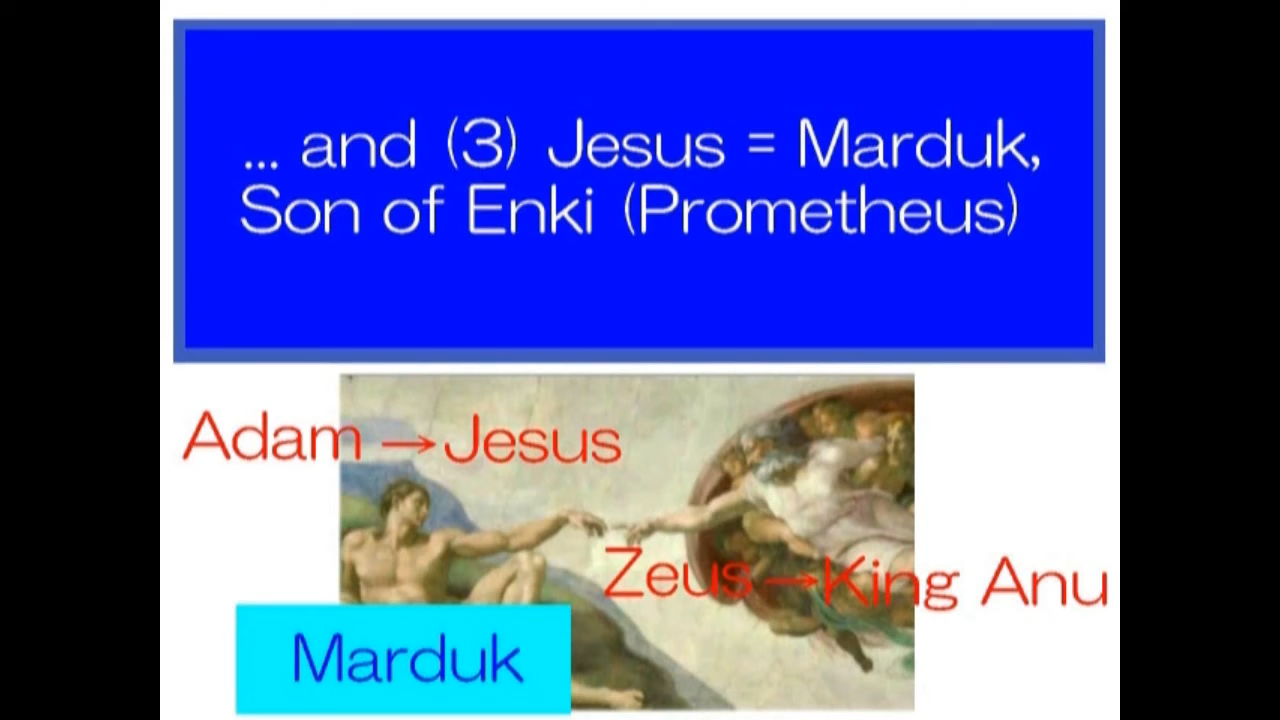 ... and (3) Jesus = Marduk,
Son of Enki (Prometheus)
Adam → Jesus
Zeus → King Anu
Marduk